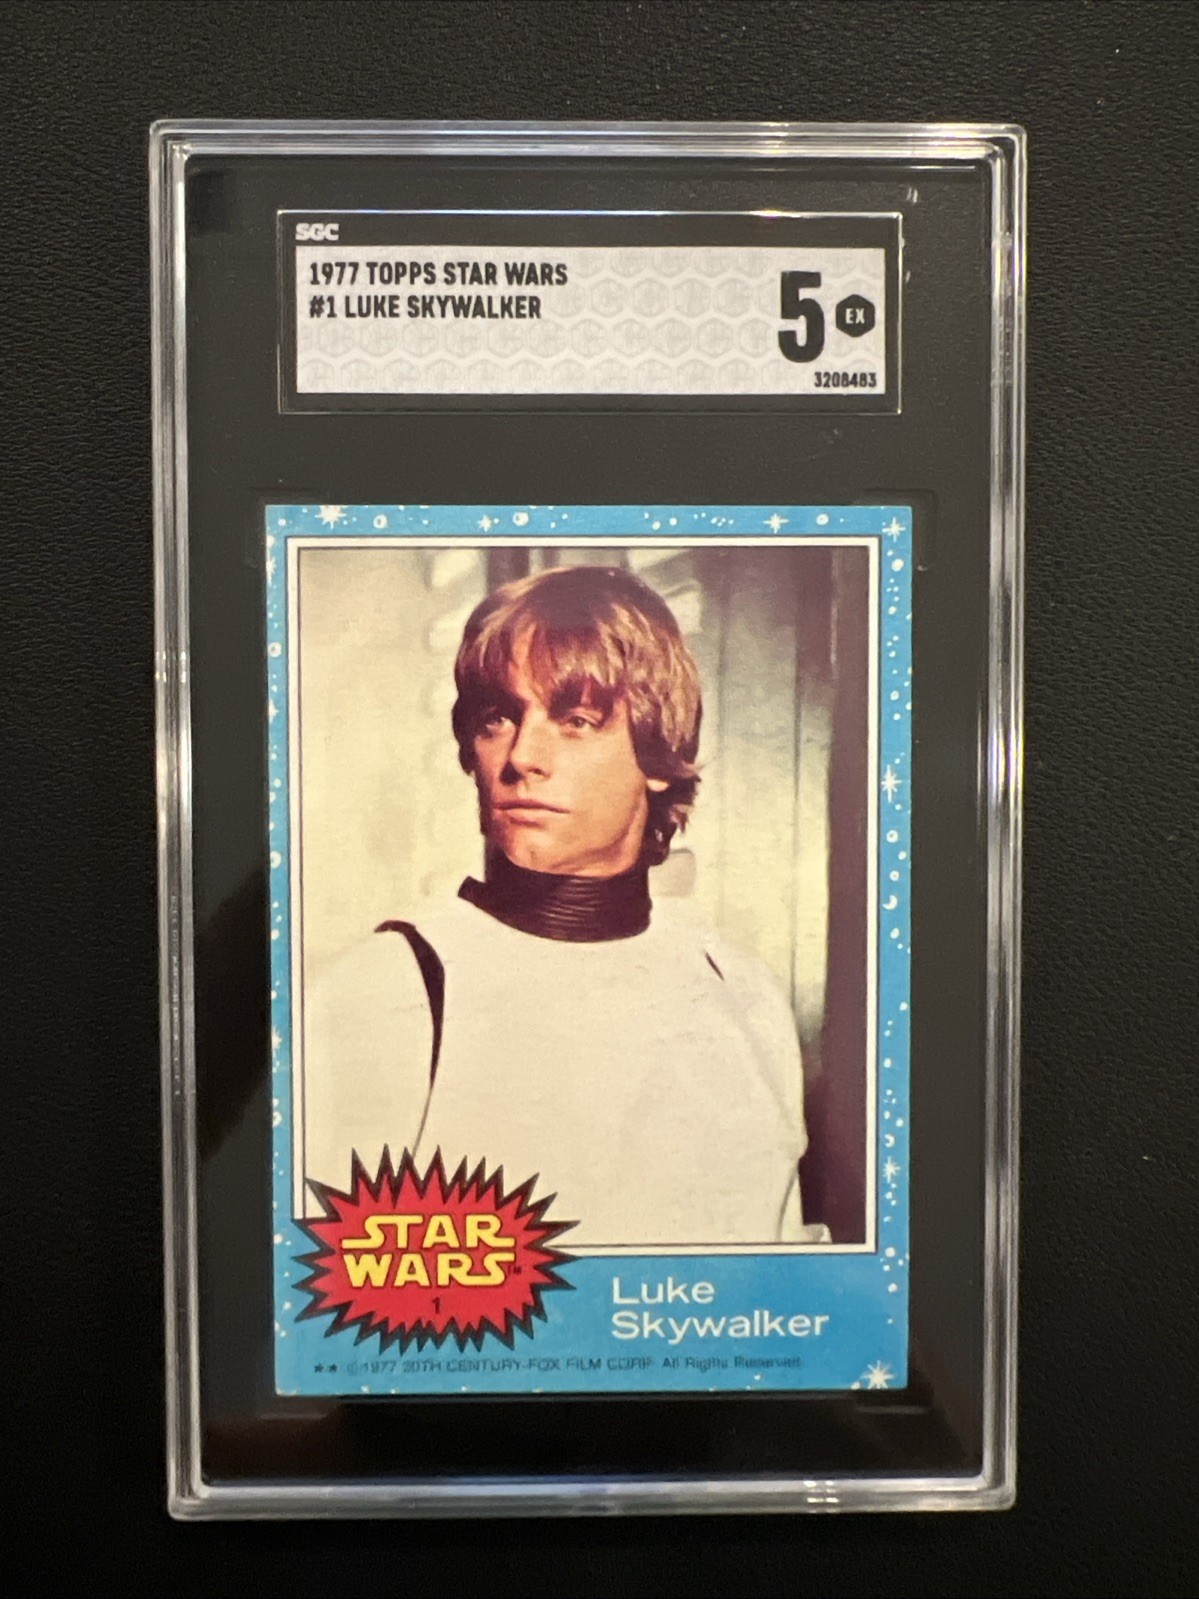 SGC
1977 TOPPS STAR WARS
#1 LUKE SKYWALKER
5 EX
3208483
STAR
WARS™
1
Luke
Skywalker
★★ ©1977 20TH CENTURY-FOX FILM CORP. All Rights Reserved